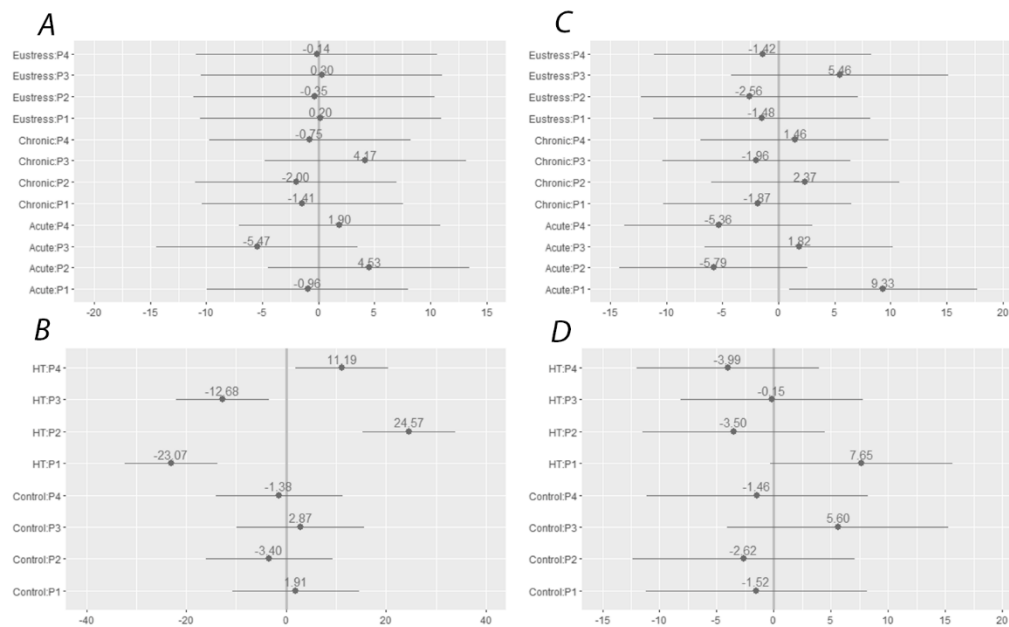 A
Eustress:P4
-0.14
Eustress:P3
0.30
Eustress:P2
-0.35
Eustress:P1
0.20
Chronic:P4
-0.75
Chronic:P3
4.17
Chronic:P2
-2.00
Chronic:P1
-1.41
Acute:P4
1.90
Acute:P3
-5.47
Acute:P2
4.53
Acute:P1
-0.96
-20 -15 -10 -5 0 5 10 15
C
Eustress:P4
-1.42
Eustress:P3
5.46
Eustress:P2
-2.56
Eustress:P1
-1.48
Chronic:P4
1.46
Chronic:P3
-1.96
Chronic:P2
2.37
Chronic:P1
-1.87
Acute:P4
-5.36
Acute:P3
1.82
Acute:P2
-5.79
Acute:P1
9.33
-15 -10 -5 0 5 10 15 20
B
HT:P4
11.19
HT:P3
-12.68
HT:P2
24.57
HT:P1
-23.07
Control:P4
-1.38
Control:P3
2.87
Control:P2
-3.40
Control:P1
1.91
-40 -20 0 20 40
D
HT:P4
-3.99
HT:P3
-0.15
HT:P2
-3.50
HT:P1
7.65
Control:P4
-1.46
Control:P3
5.60
Control:P2
-2.62
Control:P1
-1.52
-15 -10 -5 0 5 10 15 20